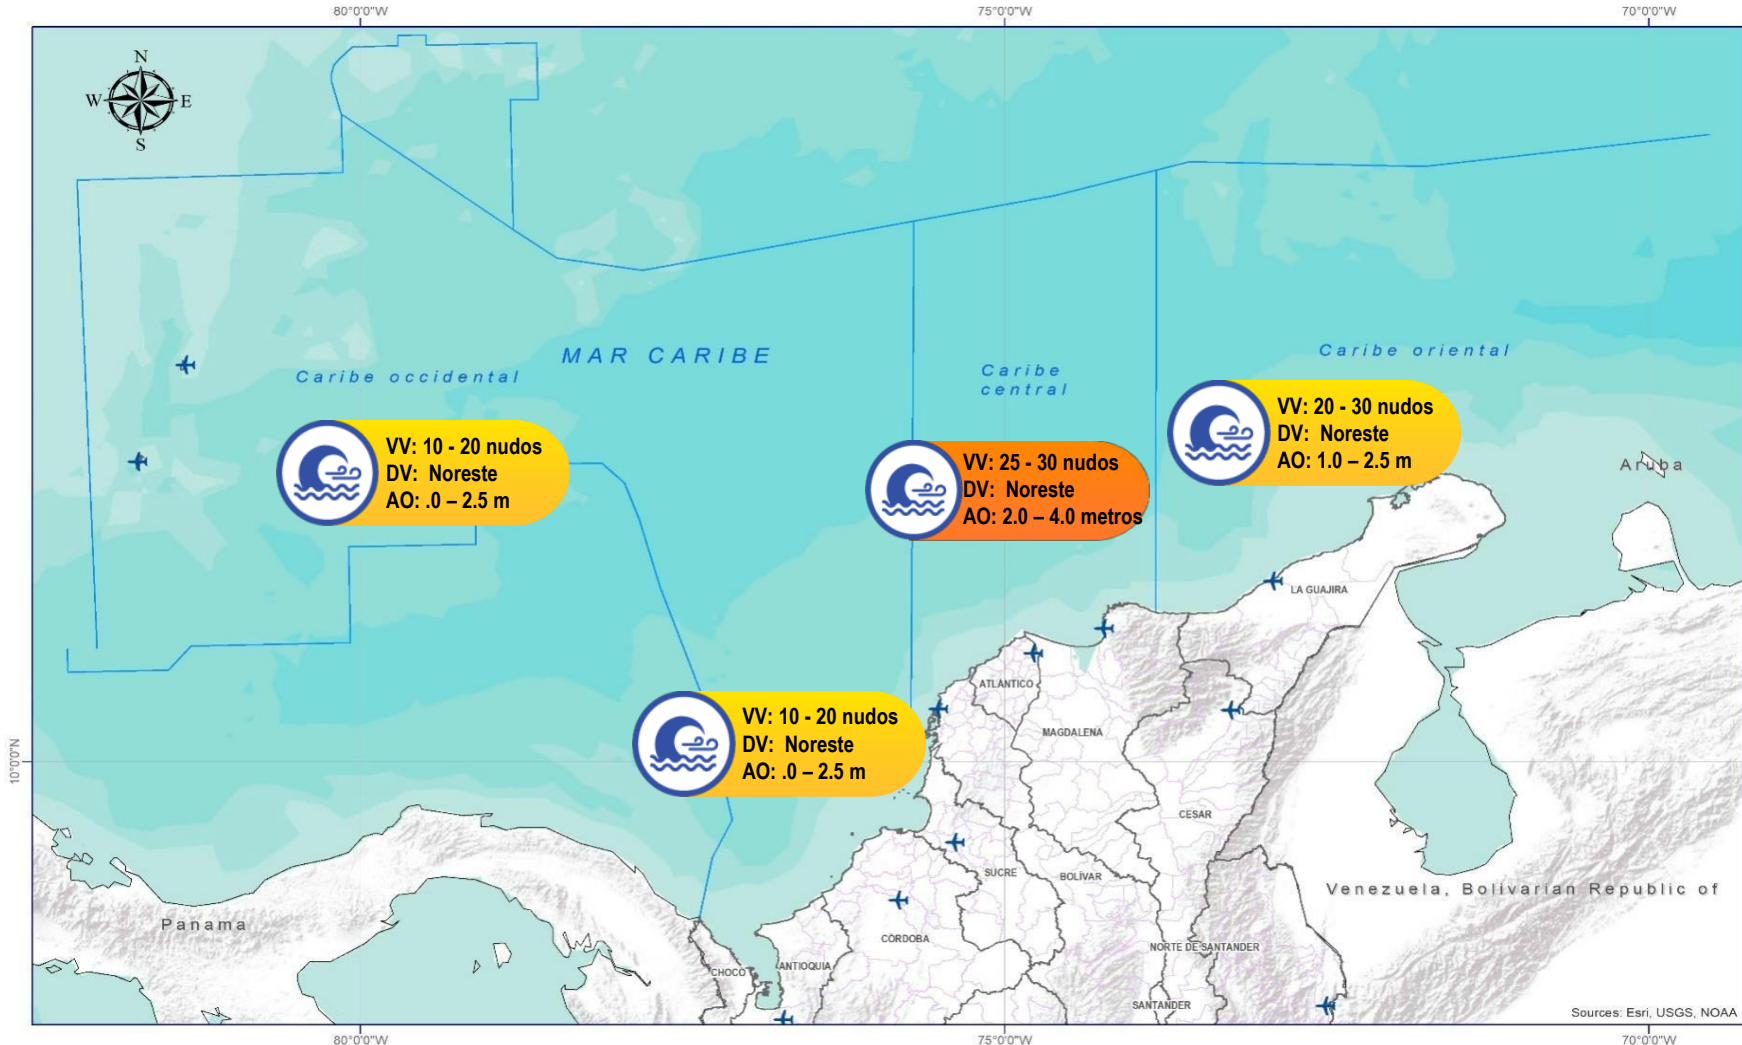 80°0'0"W
75°0'0"W
70°0'0"W
N
W
E
S
MAR CARIBE
Caribe occidental
Caribe
central
Caribe oriental
VV: 10 - 20 nudos
DV: Noreste
AO: .0 – 2.5 m
VV: 25 - 30 nudos
DV: Noreste
AO: 2.0 – 4.0 metros
VV: 20 - 30 nudos
DV: Noreste
AO: 1.0 – 2.5 m
Aruba
LA GUAJIRA
ATLÁNTICO
MAGDALENA
VV: 10 - 20 nudos
DV: Noreste
AO: .0 – 2.5 m
10°0'0"N
CESAR
SUCRE
BOLÍVAR
Venezuela, Bolivarian Republic of
Panama
CÓRDOBA
NORTE DE SANTANDER
CHOCÓ
ANTIOQUIA
SANTANDER
Sources: Esri, USGS, NOAA
80°0'0"W
75°0'0"W
70°0'0"W